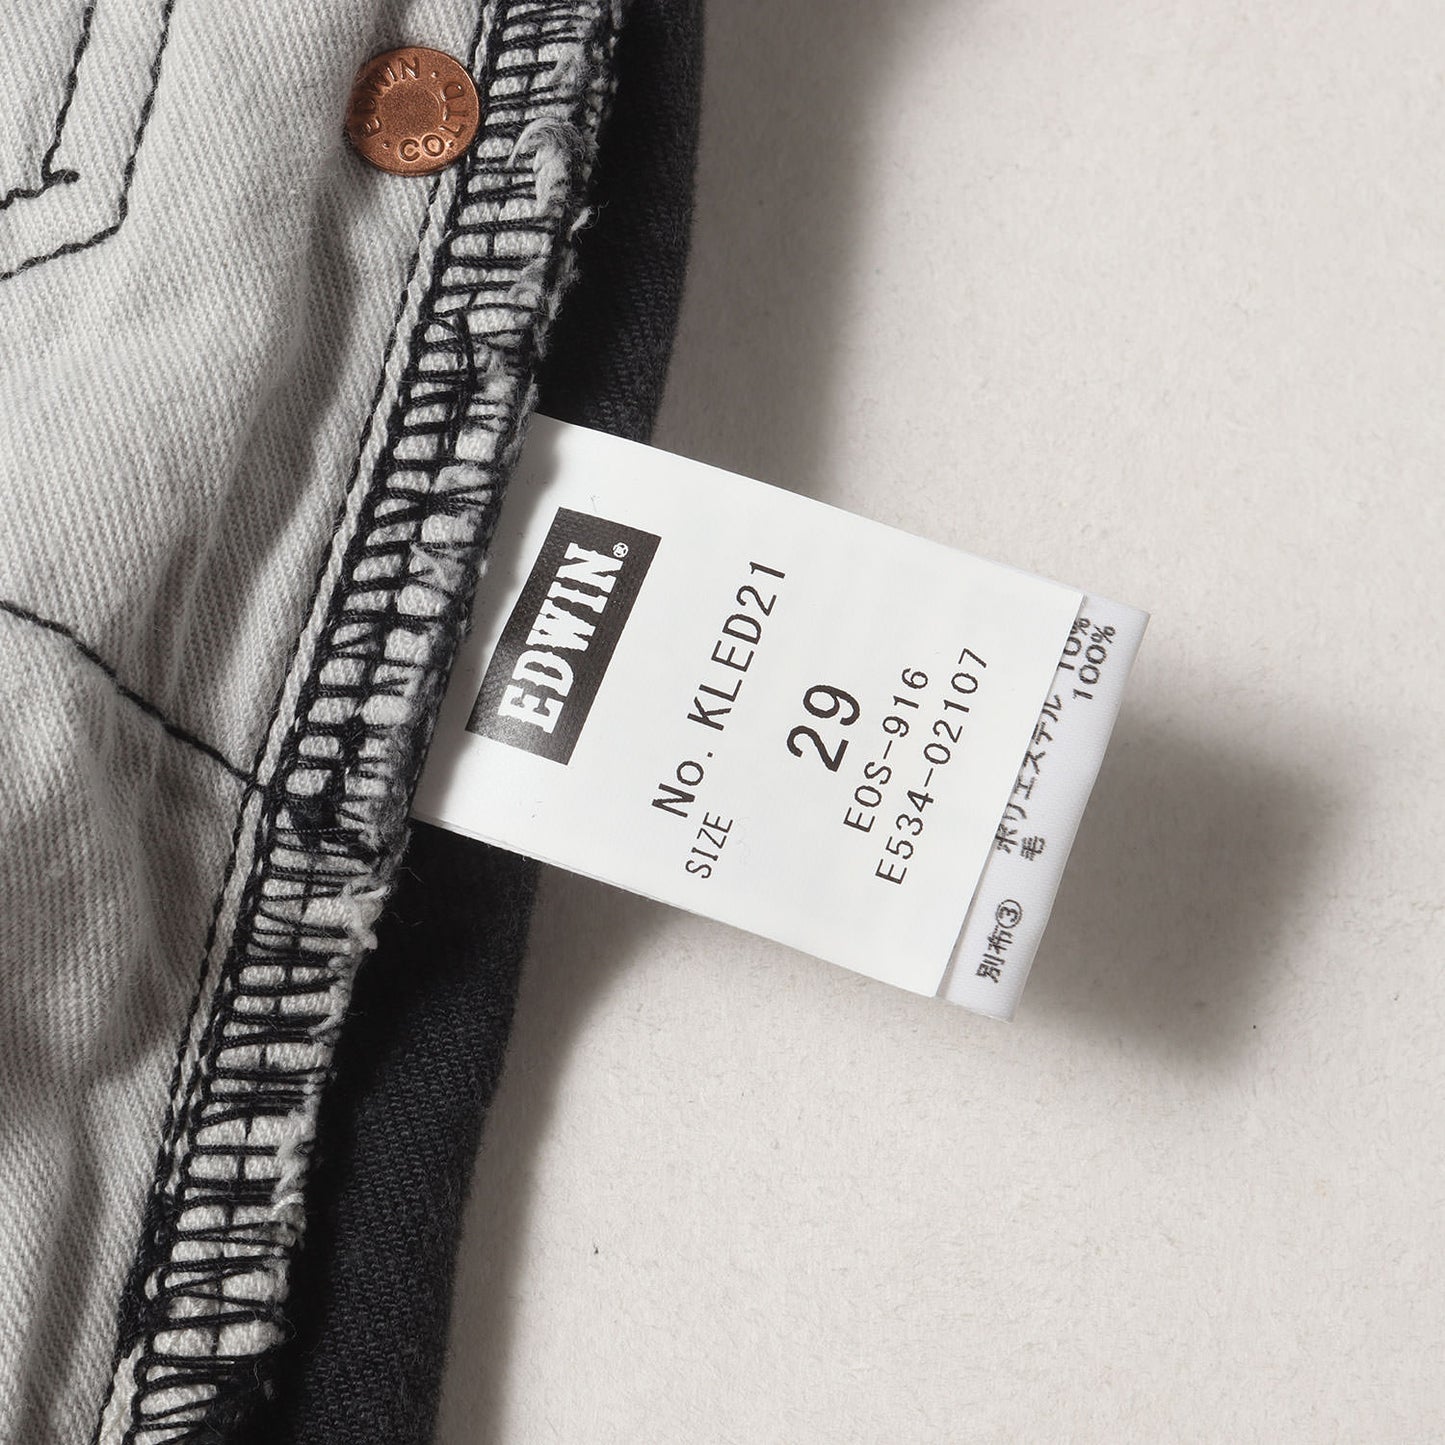 EDWIN · CO.LTD ·
EDWIN®
No. KLED21
SIZE
29
EOS-916
E534-02107
ポリエステル 10%
別布③ 毛 100%